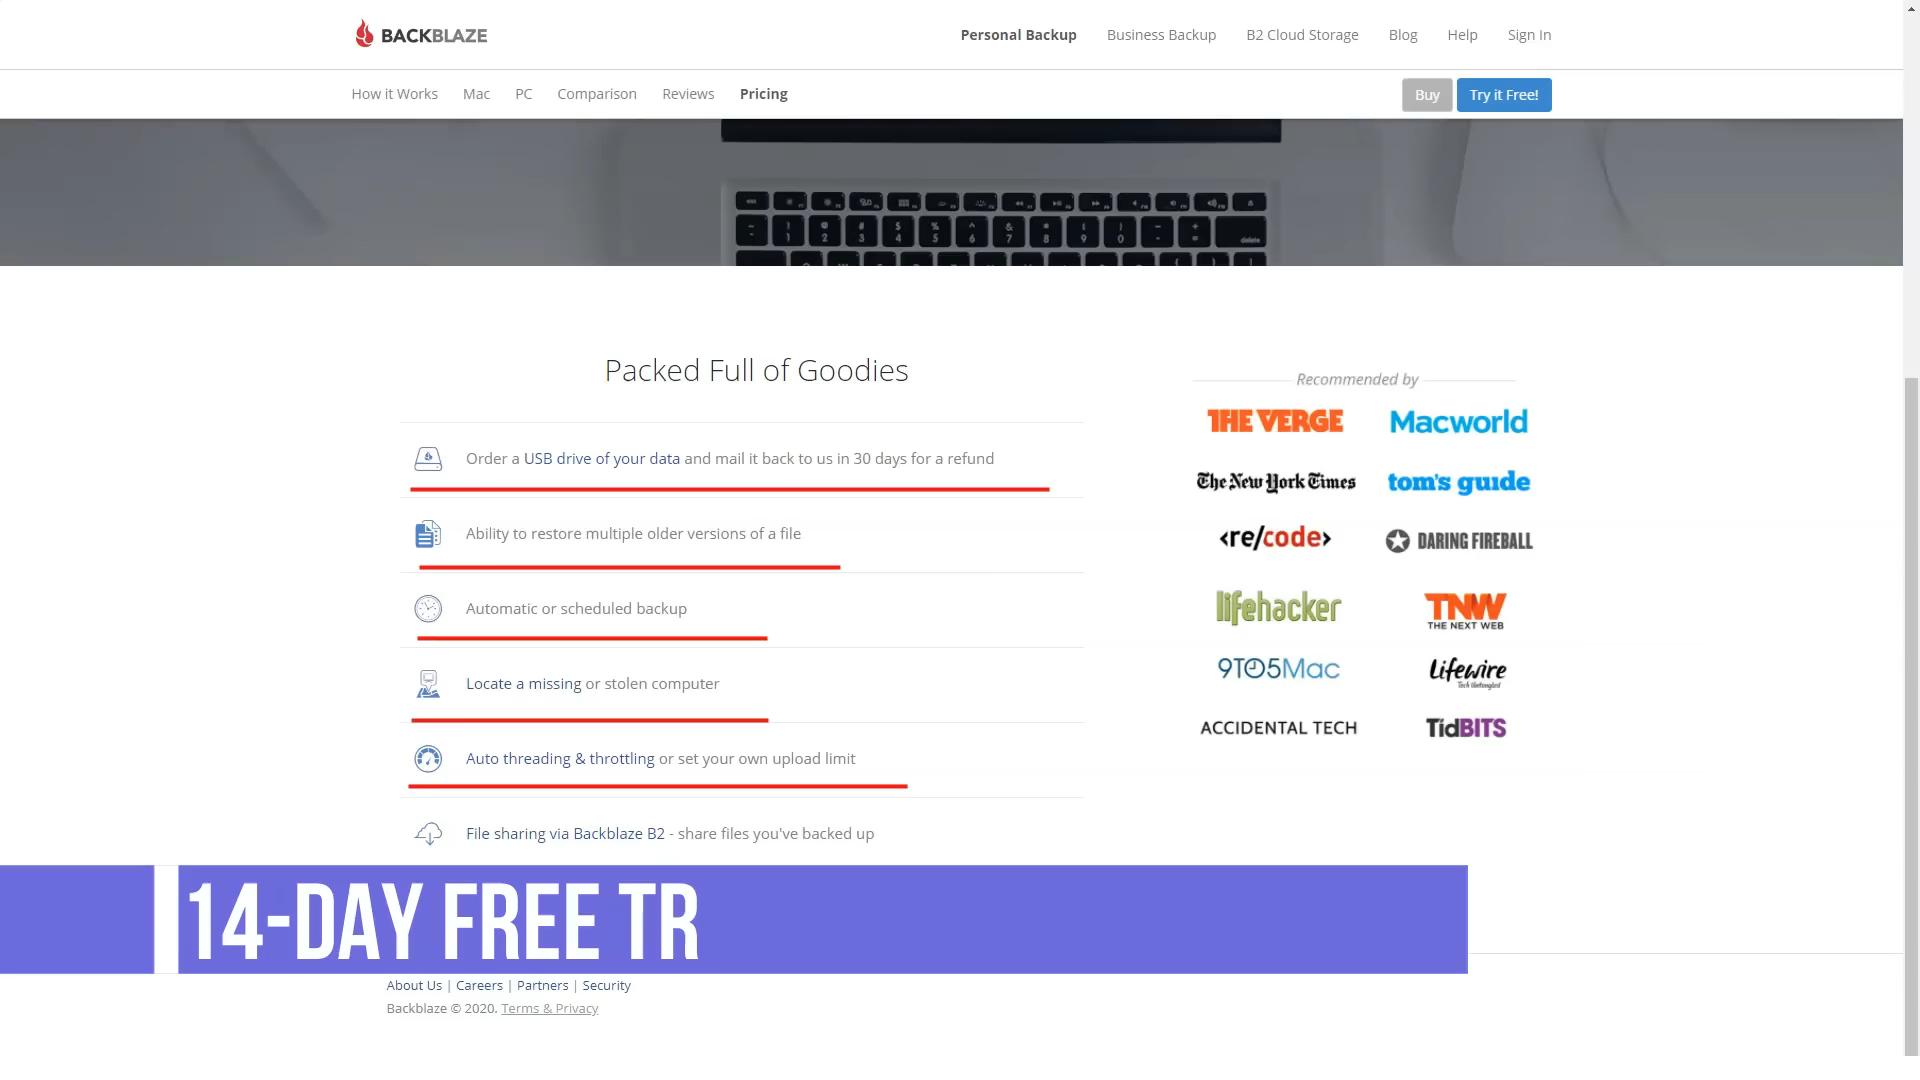 BACKBLAZE
Personal Backup Business Backup B2 Cloud Storage Blog Help Sign In
How it Works Mac PC Comparison Reviews Pricing
Buy Try it Free!
Packed Full of Goodies
Order a USB drive of your data and mail it back to us in 30 days for a refund
Ability to restore multiple older versions of a file
Automatic or scheduled backup
Locate a missing or stolen computer
Auto threading & throttling or set your own upload limit
File sharing via Backblaze B2 - share files you've backed up
Recommended by
THE VERGE Macworld
The New York Times tom's guide
<re/code> DARING FIREBALL
lifehacker TNW
THE NEXT WEB
9TO5Mac Lifewire
Tech Untangled
ACCIDENTAL TECH TidBITS
14-DAY FREE TR
About Us | Careers | Partners | Security
Backblaze © 2020. Terms & Privacy